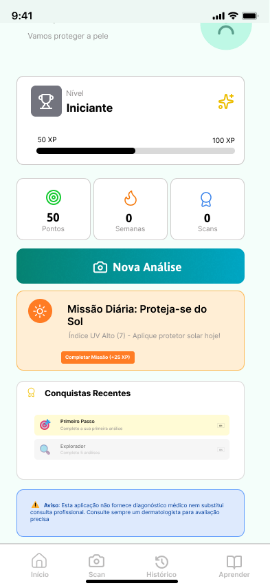 9:41
Vamos proteger a pele
Nível
Iniciante
50 XP
100 XP
50
Pontos
0
Semanas
0
Scans
Nova Análise
Missão Diária: Proteja-se do
Sol
Índice UV Alto (7) - Aplique protetor solar hoje!
Completar Missão (+25 XP)
Conquistas Recentes
Primeiro Passo
Complete a sua primeira análise
Explorador
Aviso: Esta aplicação não fornece diagnóstico médico nem substitui
consulta profissional. Consulte sempre um dermatologista para avaliação
precisa
Início
Scan
Histórico
Aprender